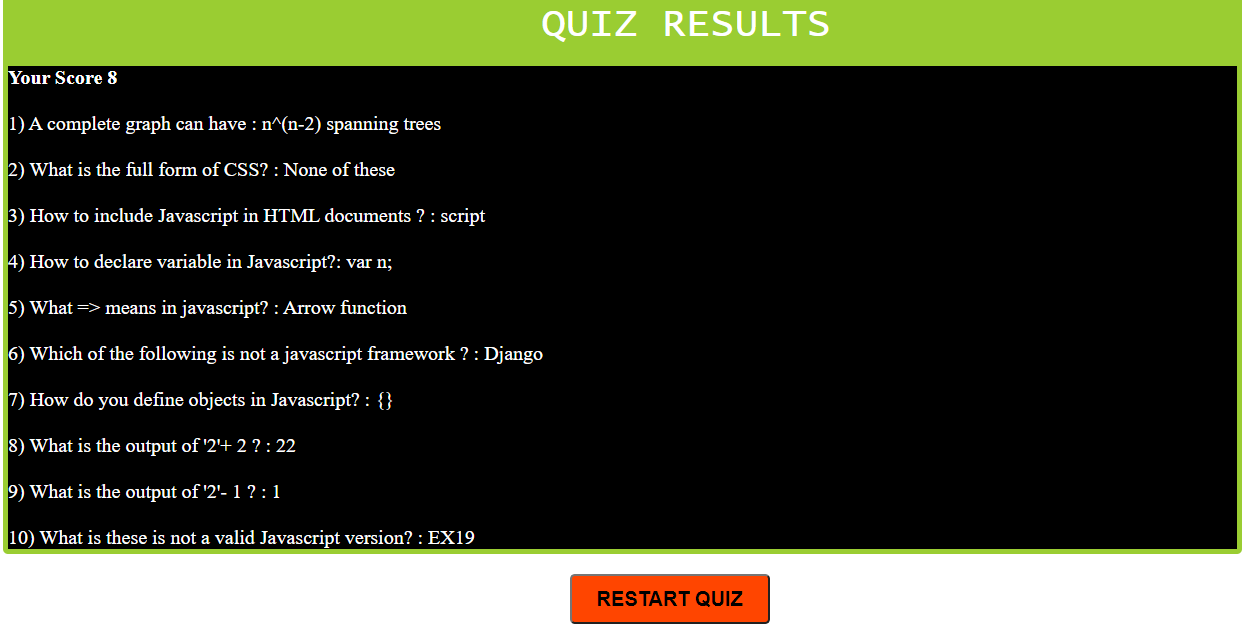 QUIZ RESULTS
Your Score 8
1) A complete graph can have : n^(n-2) spanning trees
2) What is the full form of CSS? : None of these
3) How to include Javascript in HTML documents ? : script
4) How to declare variable in Javascript?: var n;
5) What => means in javascript? : Arrow function
6) Which of the following is not a javascript framework ? : Django
7) How do you define objects in Javascript? : {}
8) What is the output of '2'+ 2 ? : 22
9) What is the output of '2'- 1 ? : 1
10) What is these is not a valid Javascript version? : EX19
RESTART QUIZ